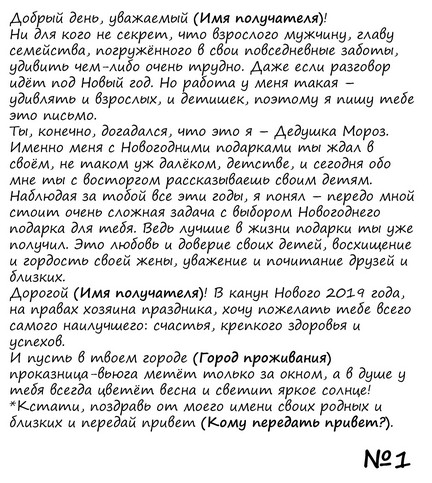 Добрый день, уважаемый (Имя получателя)!
Ни для кого не секрет, что взрослого мужчину, главу
семейства, погружённого в свои повседневные заботы,
удивить чем-либо очень трудно. Даже если разговор
идёт под Новый год. Но работа у меня такая –
удивлять и взрослых, и детишек, поэтому я пишу тебе
это письмо.
Ты, конечно, догадался, что это я – Дедушка Мороз.
Именно меня с Новогодними подарками ты ждал в
своём, не таком уж далёком, детстве, и сегодня обо
мне ты с восторгом рассказываешь своим детям.
Наблюдая за тобой все эти годы, я понял – передо мной
стоит очень сложная задача с выбором Новогоднего
подарка для тебя. Ведь лучшие в жизни подарки ты уже
получил. Это любовь и доверие своих детей, восхищение
и гордость своей жены, уважение и почитание друзей и
близких.
Дорогой (Имя получателя)! В канун Нового 2019 года,
на правах хозяина праздника, хочу пожелать тебе всего
самого наилучшего: счастья, крепкого здоровья и
успехов.
И пусть в твоем городе (Город проживания)
проказница-вьюга метёт только за окном, а в душе у
тебя всегда цветёт весна и светит яркое солнце!
*Кстати, поздравь от моего имени своих родных и
близких и передай привет (Кому передать привет?).
№1